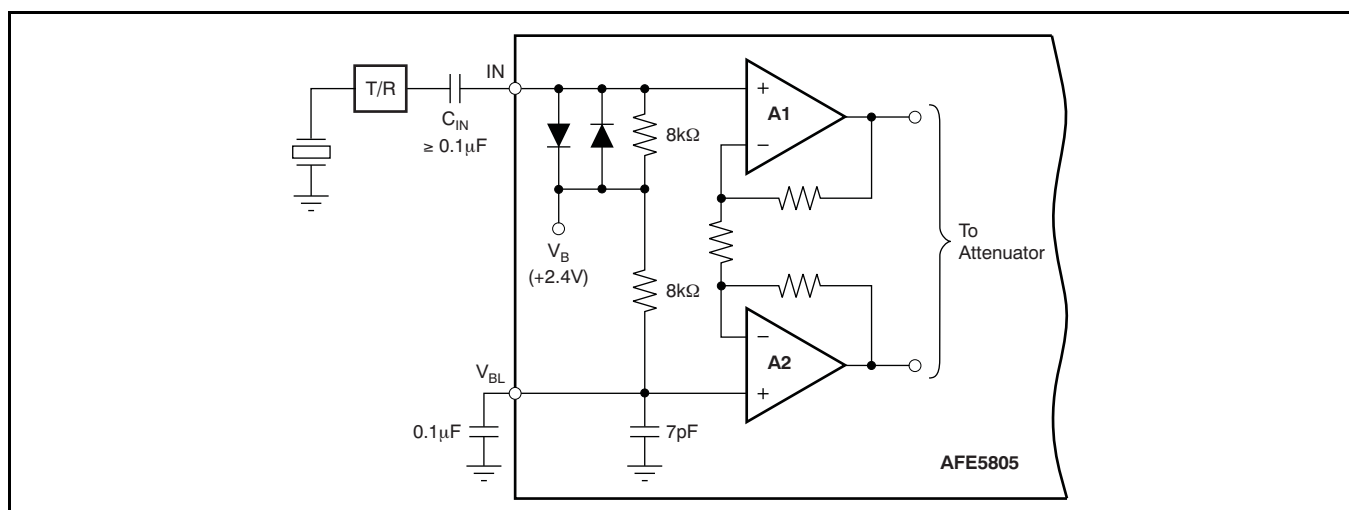 IN
T/R
C_IN
≥ 0.1μF
8kΩ
+
A1
−
V_B
(+2.4V)
8kΩ
To
Attenuator
−
A2
+
V_BL
0.1μF
7pF
AFE5805